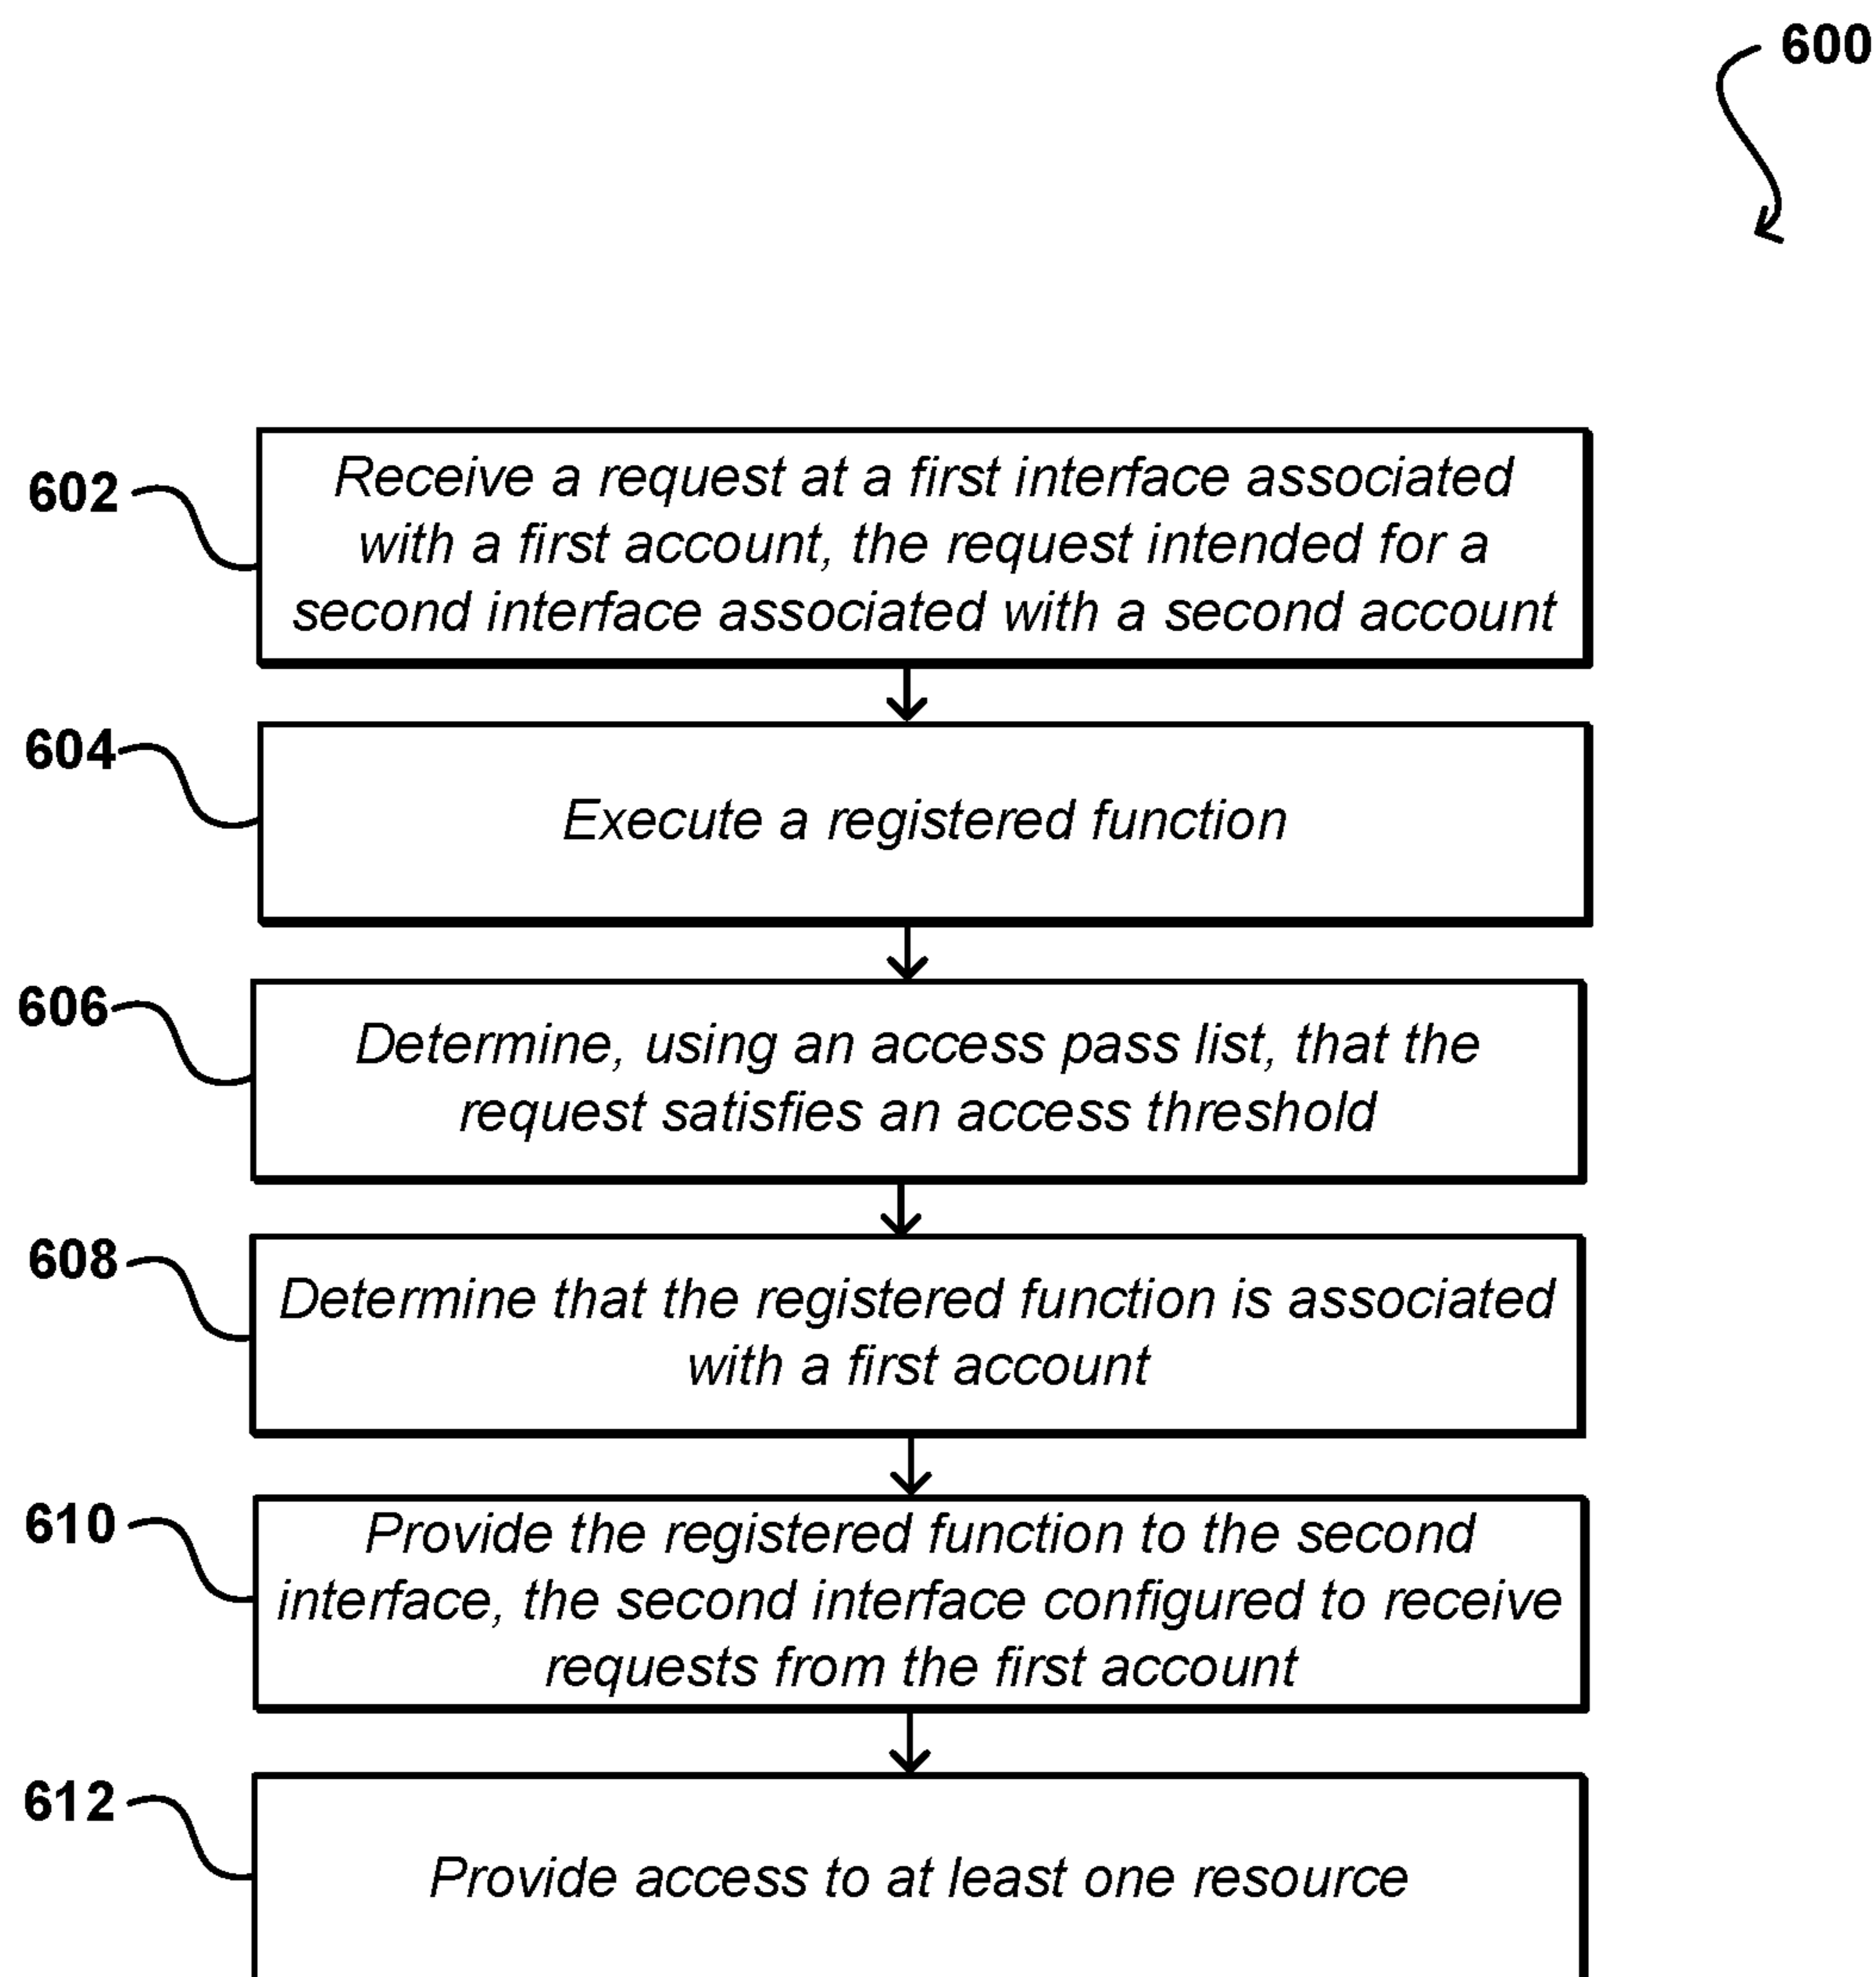 600
602
Receive a request at a first interface associated
with a first account, the request intended for a
second interface associated with a second account
604
Execute a registered function
606
Determine, using an access pass list, that the
request satisfies an access threshold
608
Determine that the registered function is associated
with a first account
610
Provide the registered function to the second
interface, the second interface configured to receive
requests from the first account
612
Provide access to at least one resource